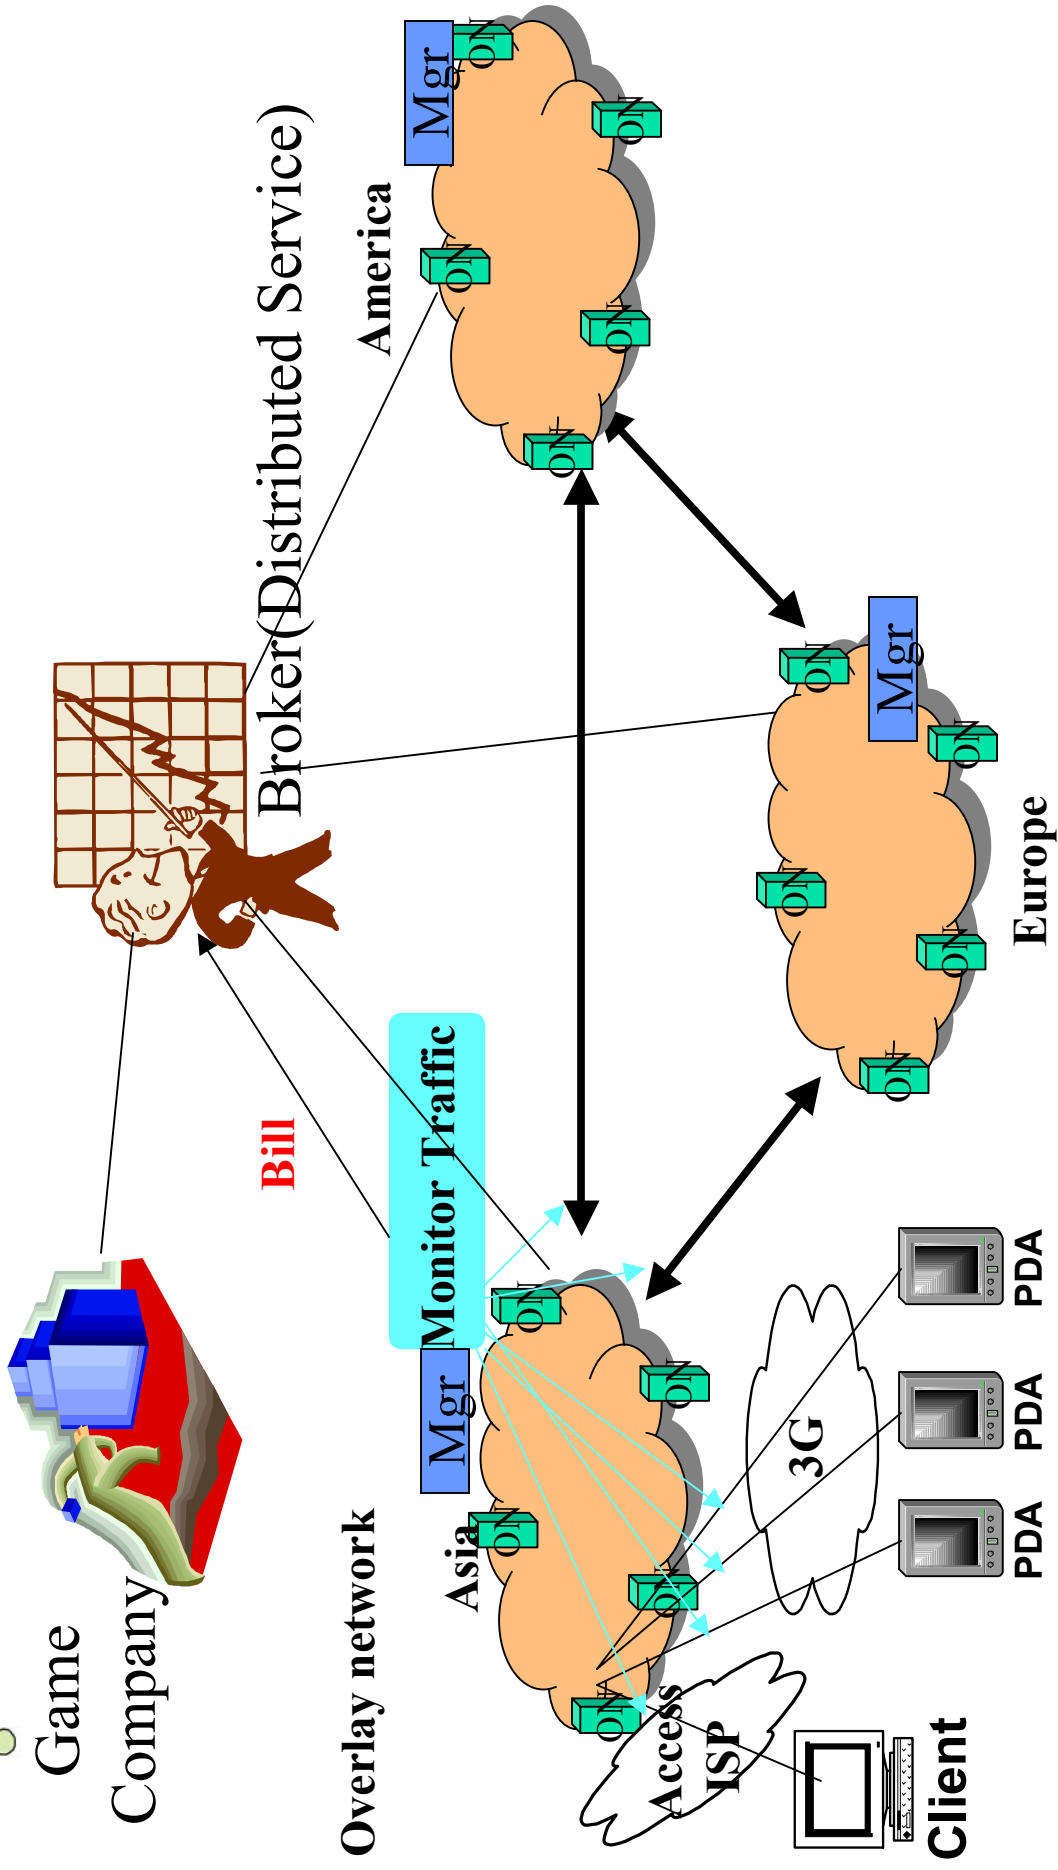 Game
Company
Broker(Distributed Service)
Bill
Overlay network
America
Mgr
ON
ON
ON
ON
ON
Monitor Traffic
Mgr
Asia
ON
ON
ON
ON
ON
Access
ISP
3G
Mgr
ON
ON
ON
ON
ON
Europe
Client
PDA
PDA
PDA